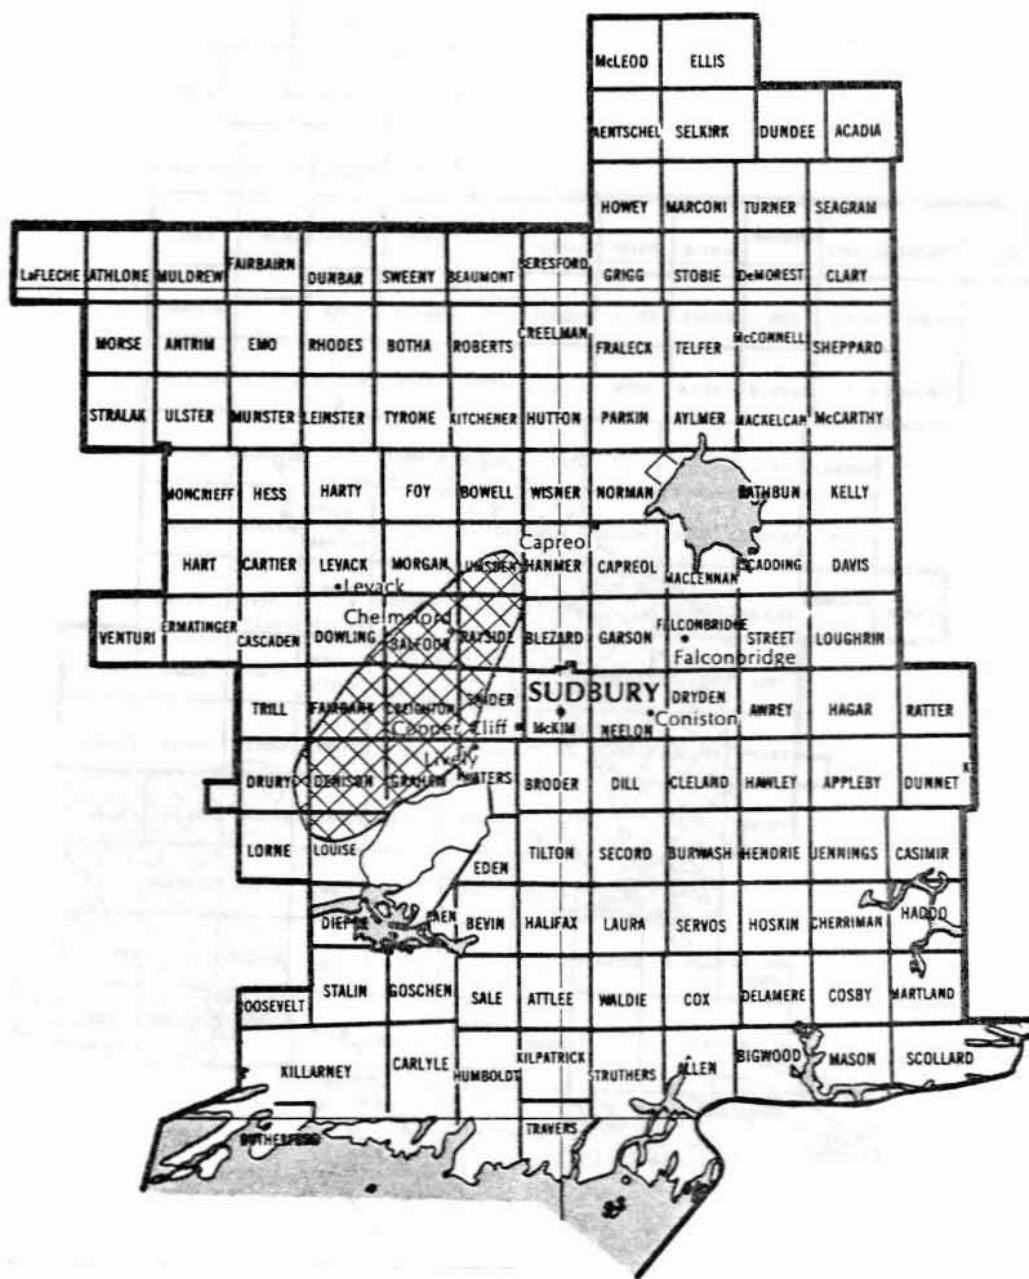 McLEOD ELLIS
AENTSCHEL SELKIRK DUNDEE ACADIA
HOWEY MARCONI TURNER SEAGRAM
LaFLECHE ATHLONE MULDREW FAIRBAIRN DUNBAR SWEENY BEAUMONT BERESFORD GRIGG STOBIE DeMOREST CLARY
MORSE ANTRIM EMO RHODES BOTHA ROBERTS CREELMAN FRALECK TELFER McCONNELL SHEPPARD
STRALAK ULSTER MUNSTER LEINSTER TYRONE KITCHENER HUTTON PARKIN AYLMER MACKELCAN McCARTHY
MONCRIEFF HESS HARTY FOY BOWELL WISNER NORMAN RATHBUN KELLY
Capreol
HART CARTIER LEVACK MORGAN LUMSDEN HANMER CAPREOL MACLENNAN SCADDING DAVIS
Levack
Chelmsford
VENTURI ERMATINGER CASCADEN DOWLING BALFOUR RAYSIDE BLEZARD GARSON FALCONBRIDGE STREET LOUGHRIN
Falconbridge
SUDBURY
TRILL FAIRBANK CREIGHTON SNIDER McKIM NEELON DRYDEN AWREY HAGAR RATTER
Copper Cliff Coniston
Lively
DRURY DENISON GRAHAM WATERS BRODER DILL CLELAND HAWLEY APPLEBY DUNNET
LORNE LOUISE EDEN TILTON SECORD BURWASH HENDRIE JENNINGS CASIMIR
DIEPPE CAEN BEVIN HALIFAX LAURA SERVOS HOSKIN CHERRIMAN HADDO
OOSEVELT STALIN GOSCHEN SALE ATTLEE WALDIE COX DELAMERE COSBY MARTLAND
KILLARNEY CARLYLE HUMBOLDT KILPATRICK STRUTHERS ALLEN BIGWOOD MASON SCOLLARD
RUTHERFORD TRAVERS